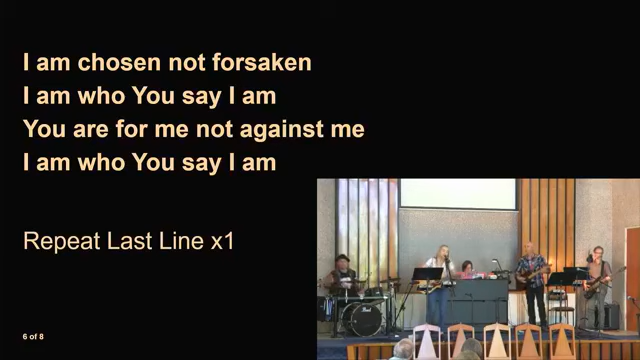 I am chosen not forsaken
I am who You say I am
You are for me not against me
I am who You say I am
Repeat Last Line x1
6 of 8
Pearl